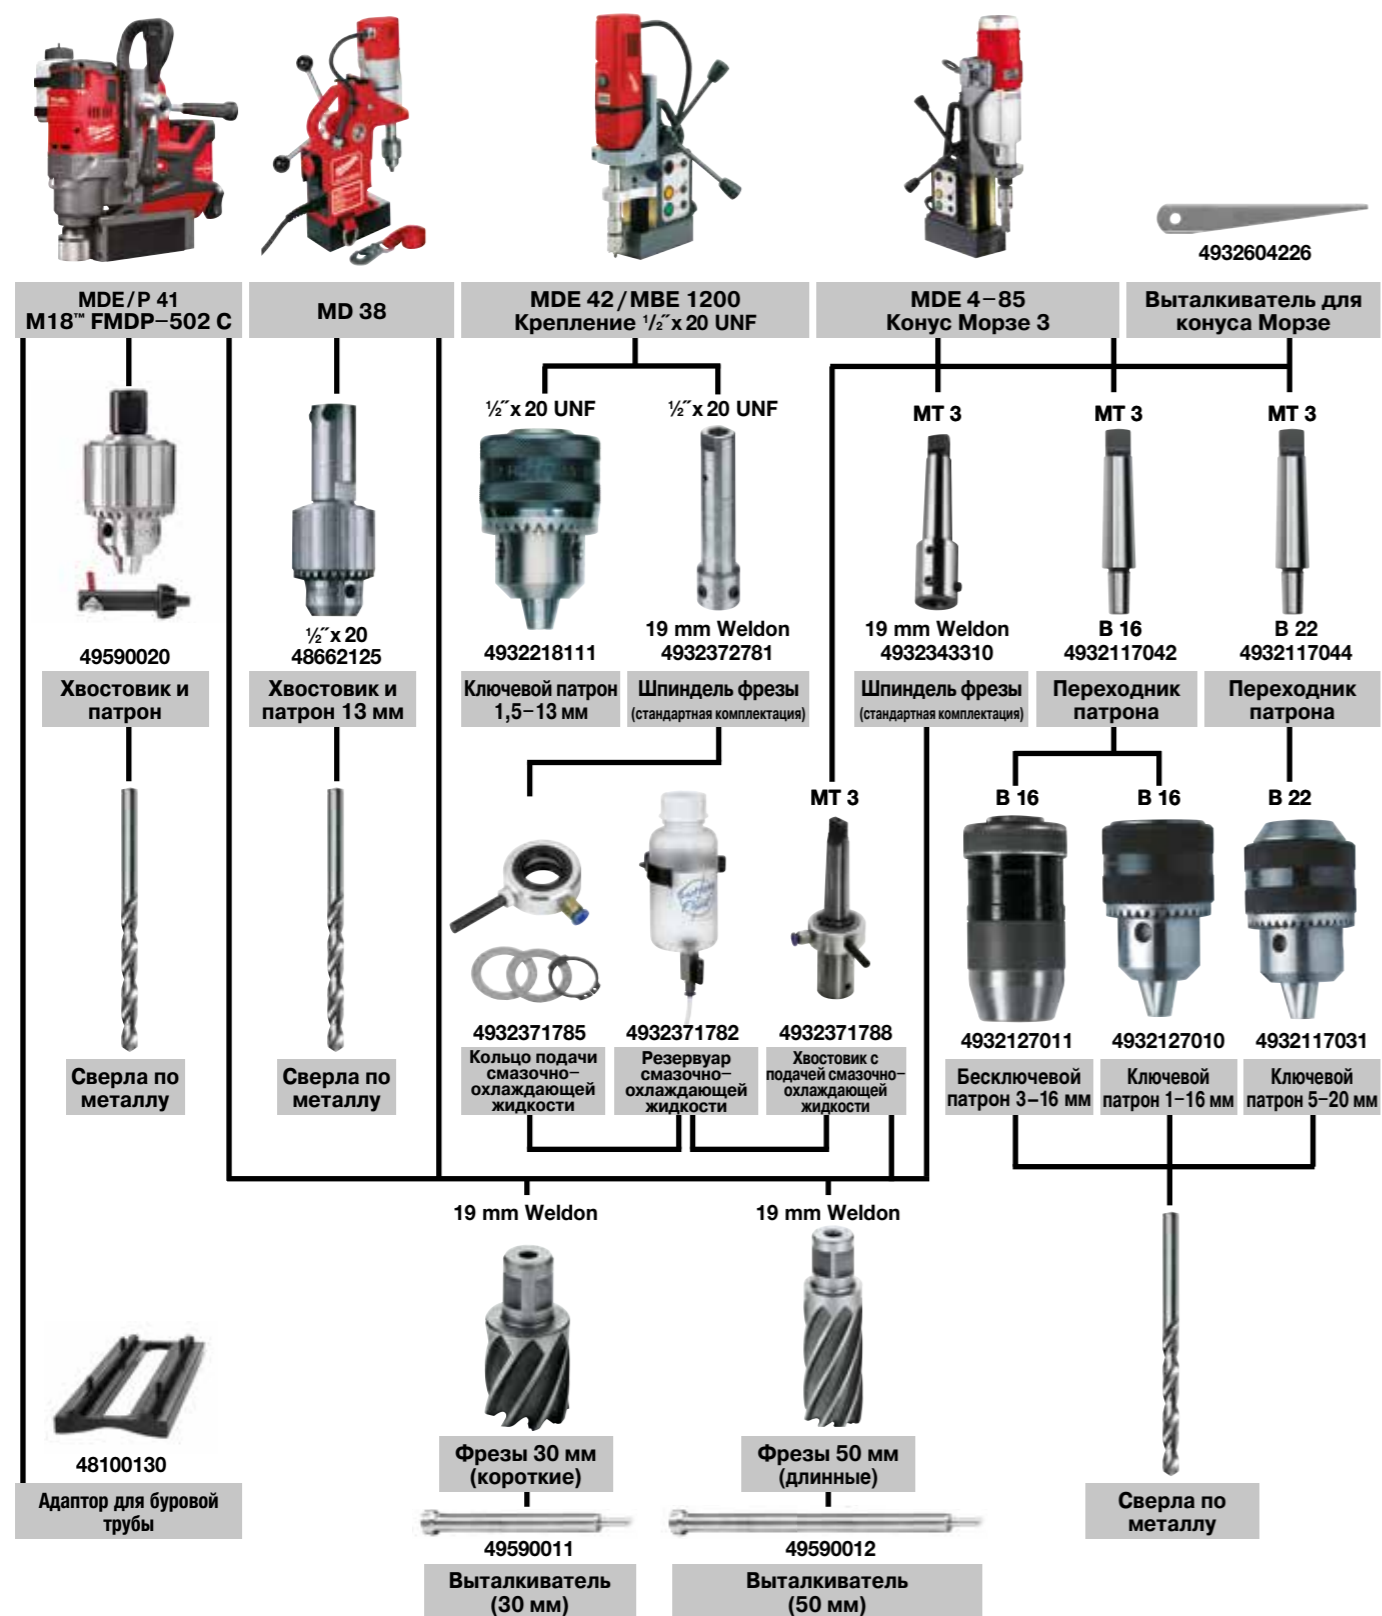 4932604226
MDE/P 41
M18™ FMDP-502 C
MD 38
MDE 42/MBE 1200
Крепление 1/2˝x 20 UNF
MDE 4-85
Конус Морзе 3
Выталкиватель для
конуса Морзе
½˝x 20 UNF
½˝x 20 UNF
MT 3
MT 3
MT 3
49590020
½˝x 20
48662125
4932218111
19 mm Weldon
4932372781
19 mm Weldon
4932343310
B 16
4932117042
B 22
4932117044
Хвостовик и
патрон
Хвостовик и
патрон 13 мм
Ключевой патрон
1,5-13 мм
Шпиндель фрезы
(стандартная комплектация)
Шпиндель фрезы
(стандартная комплектация)
Переходник
патрона
Переходник
патрона
MT 3
B 16
B 16
B 22
4932371785
4932371782
4932371788
4932127011
4932127010
4932117031
Сверла по
металлу
Сверла по
металлу
Кольцо подачи
смазочно-
охлаждающей
жидкости
Резервуар
смазочно-
охлаждающей
жидкости
Хвостовик с
подачей смазочно-
охлаждающей
жидкости
Бесключевой
патрон 3-16 мм
Ключевой
патрон 1-16 мм
Ключевой
патрон 5-20 мм
19 mm Weldon
19 mm Weldon
48100130
Адаптор для буровой
трубы
Фрезы 30 мм
(короткие)
Фрезы 50 мм
(длинные)
Сверла по
металлу
49590011
49590012
Выталкиватель
(30 мм)
Выталкиватель
(50 мм)